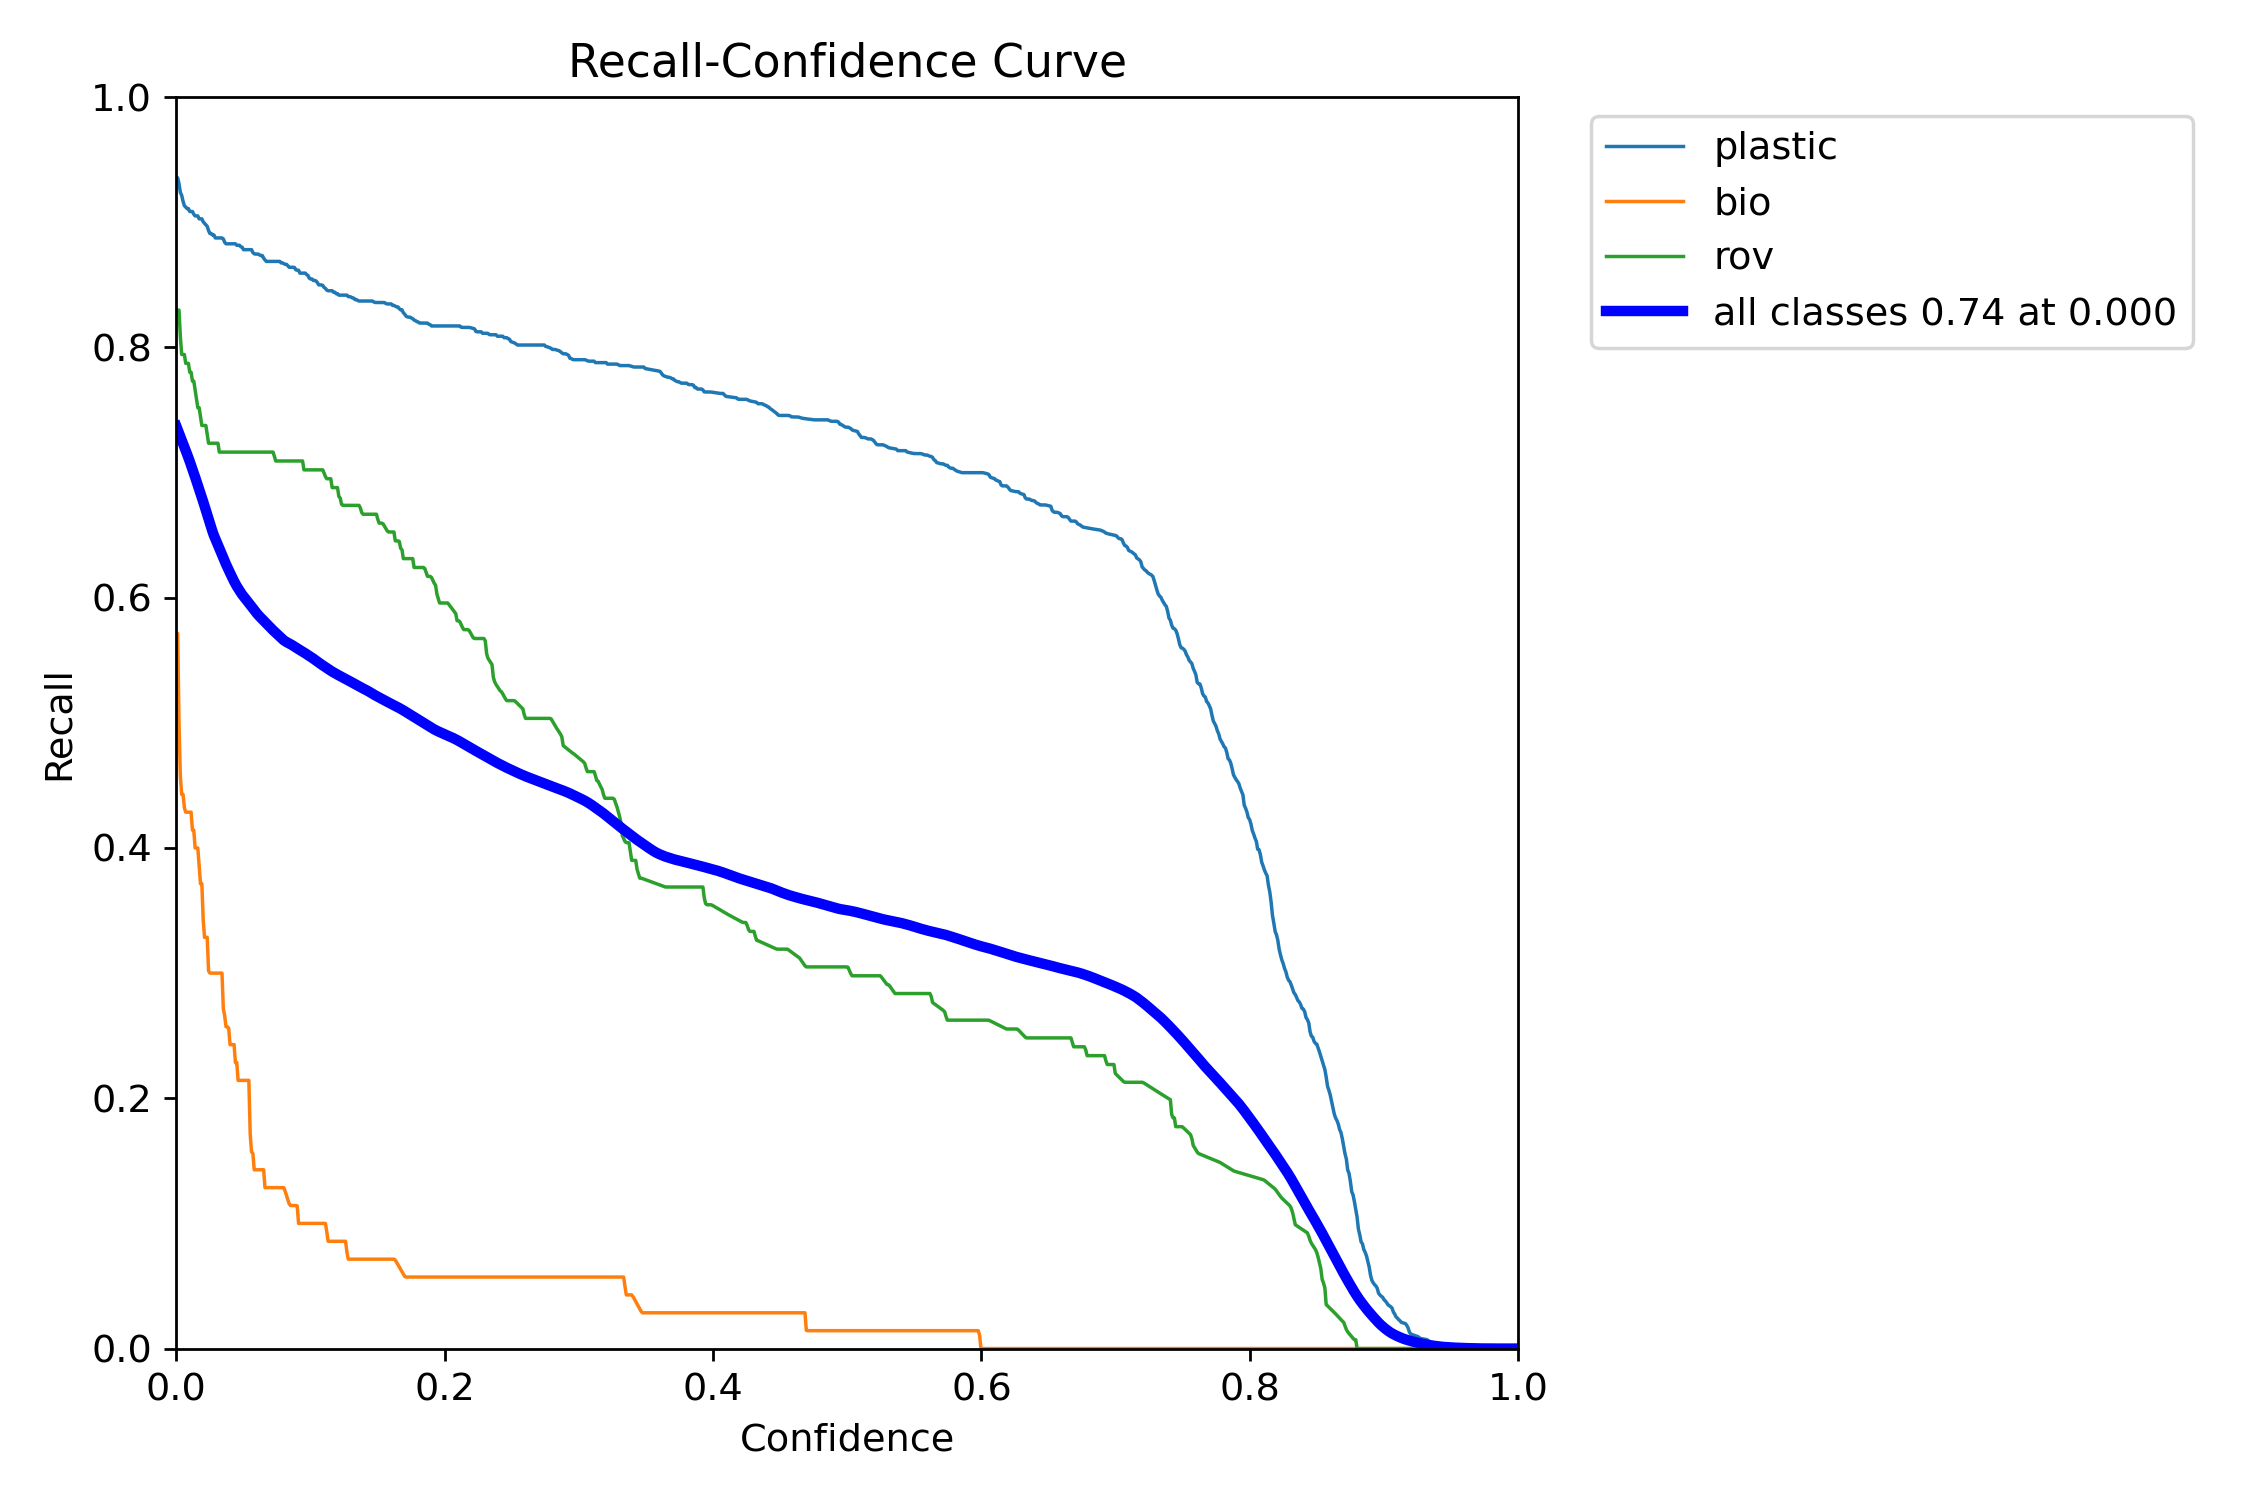 Recall-Confidence Curve
1.0
0.8
0.6
0.4
0.2
0.0
Recall
0.0 0.2 0.4 0.6 0.8 1.0
Confidence
plastic
bio
rov
all classes 0.74 at 0.000